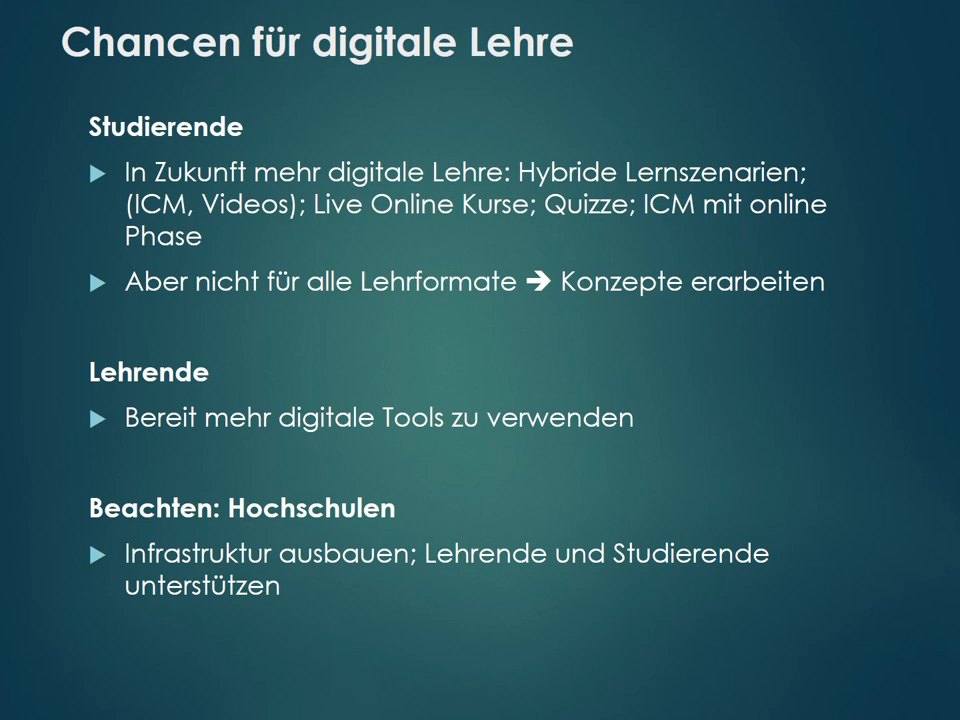 Chancen für digitale Lehre
Studierende
In Zukunft mehr digitale Lehre: Hybride Lernszenarien;
(ICM, Videos); Live Online Kurse; Quizze; ICM mit online
Phase
Aber nicht für alle Lehrformate ➔ Konzepte erarbeiten
Lehrende
Bereit mehr digitale Tools zu verwenden
Beachten: Hochschulen
Infrastruktur ausbauen; Lehrende und Studierende
unterstützen